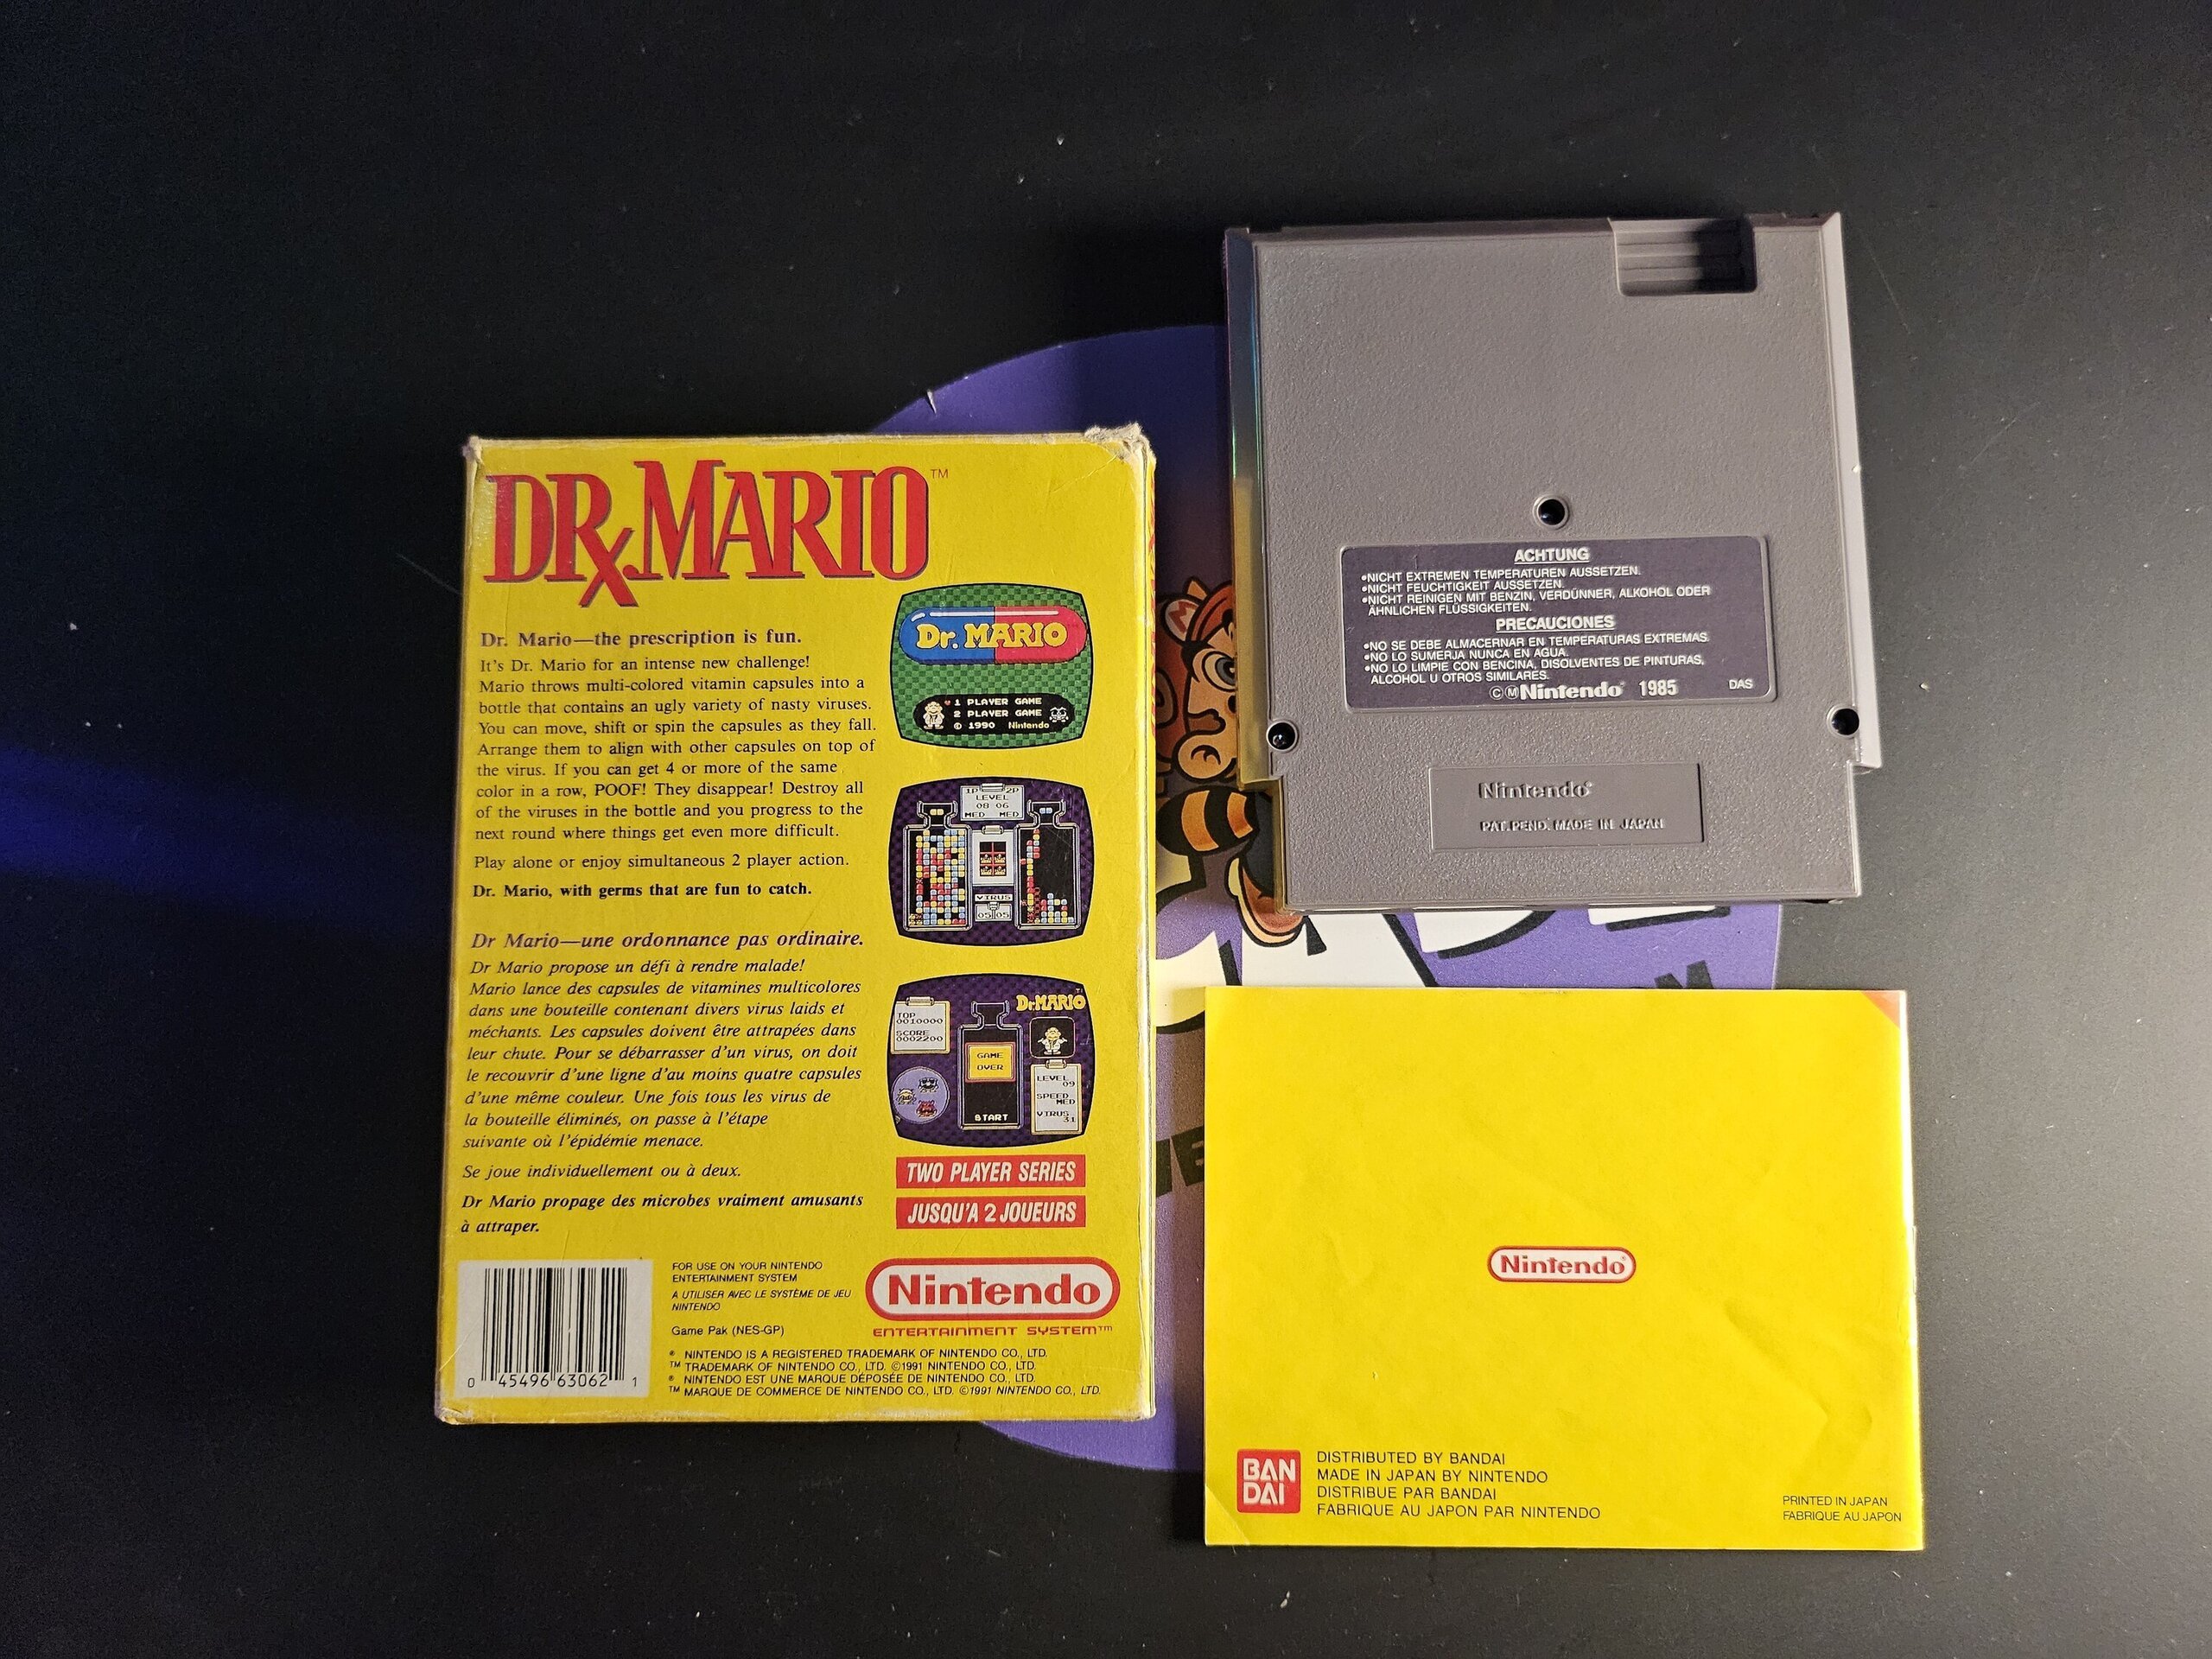 DRx.MARIO™
Dr. Mario—the prescription is fun.
It's Dr. Mario for an intense new challenge!
Mario throws multi-colored vitamin capsules into a
bottle that contains an ugly variety of nasty viruses.
You can move, shift or spin the capsules as they fall.
Arrange them to align with other capsules on top of
the virus. If you can get 4 or more of the same
color in a row, POOF! They disappear! Destroy all
of the viruses in the bottle and you progress to the
next round where things get even more difficult.
Play alone or enjoy simultaneous 2 player action.
Dr. Mario, with germs that are fun to catch.
Dr Mario—une ordonnance pas ordinaire.
Dr Mario propose un défi à rendre malade!
Mario lance des capsules de vitamines multicolores
dans une bouteille contenant divers virus laids et
méchants. Les capsules doivent être attrapées dans
leur chute. Pour se débarrasser d'un virus, on doit
le recouvrir d'une ligne d'au moins quatre capsules
d'une même couleur. Une fois tous les virus de
la bouteille éliminés, on passe à l'étape
suivante où l'épidémie menace.
Se joue individuellement ou à deux.
Dr Mario propage des microbes vraiment amusants
à attraper.
Dr. MARIO
1 PLAYER GAME
2 PLAYER GAME
© 1990 Nintendo
1P 2P
LEVEL
08 06
MED MED
VIRUS
05 05
Dr. MARIO
TOP
0010000
SCORE
0002200
GAME
OVER
START
LEVEL
09
SPEED
MED
VIRUS
31
TWO PLAYER SERIES
JUSQU'A 2 JOUEURS
0 45496 63062 1
FOR USE ON YOUR NINTENDO
ENTERTAINMENT SYSTEM
A UTILISER AVEC LE SYSTÈME DE JEU
NINTENDO
Game Pak (NES-GP)
Nintendo®
ENTERTAINMENT SYSTEM™
® NINTENDO IS A REGISTERED TRADEMARK OF NINTENDO CO., LTD.
™ TRADEMARK OF NINTENDO CO., LTD. ©1991 NINTENDO CO., LTD.
® NINTENDO EST UNE MARQUE DÉPOSÉE DE NINTENDO CO., LTD.
™ MARQUE DE COMMERCE DE NINTENDO CO., LTD. ©1991 NINTENDO CO., LTD.
ACHTUNG
•NICHT EXTREMEN TEMPERATUREN AUSSETZEN.
•NICHT FEUCHTIGKEIT AUSSETZEN.
•NICHT REINIGEN MIT BENZIN, VERDÜNNER, ALKOHOL ODER
ÄHNLICHEN FLÜSSIGKEITEN.
PRECAUCIONES
•NO SE DEBE ALMACERNAR EN TEMPERATURAS EXTREMAS.
•NO LO SUMERJA NUNCA EN AGUA.
•NO LO LIMPIE CON BENCINA, DISOLVENTES DE PINTURAS,
ALCOHOL U OTROS SIMILARES.
©ⓂNintendo® 1985 DAS
Nintendo®
PAT. PEND. MADE IN JAPAN
Nintendo®
BAN
DAI
DISTRIBUTED BY BANDAI
MADE IN JAPAN BY NINTENDO
DISTRIBUE PAR BANDAI
FABRIQUE AU JAPON PAR NINTENDO
PRINTED IN JAPAN
FABRIQUE AU JAPON